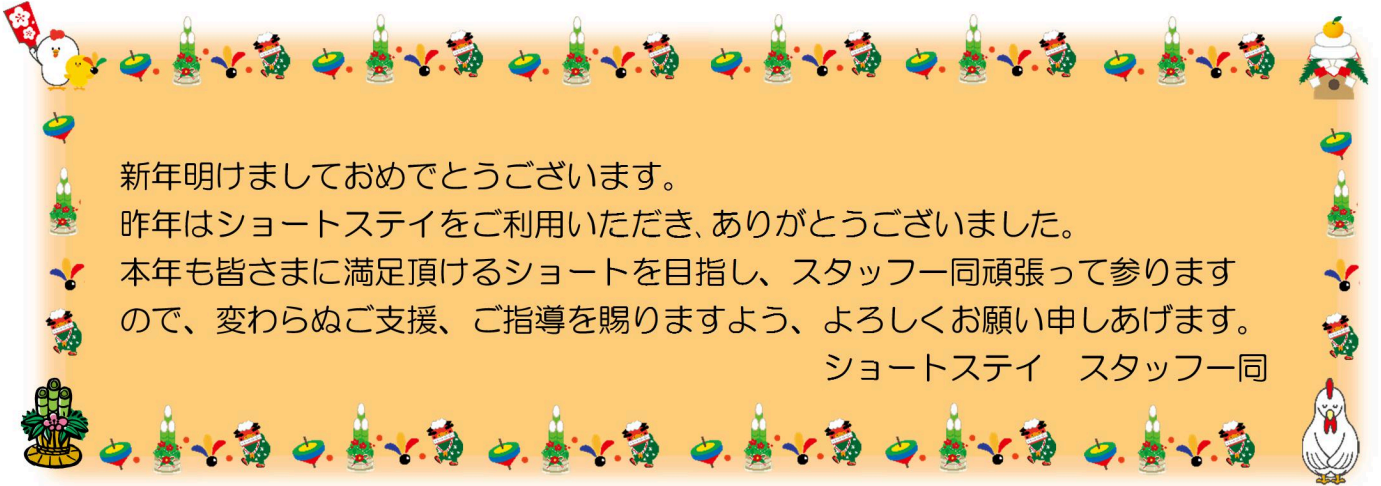 新年明けましておめでとうございます。
昨年はショートステイをご利用いただき､ありがとうございました。
本年も皆さまに満足頂けるショートを目指し、スタッフ一同頑張って参ります
ので、変わらぬご支援、ご指導を賜りますよう、よろしくお願い申しあげます。
ショートステイ　スタッフ一同